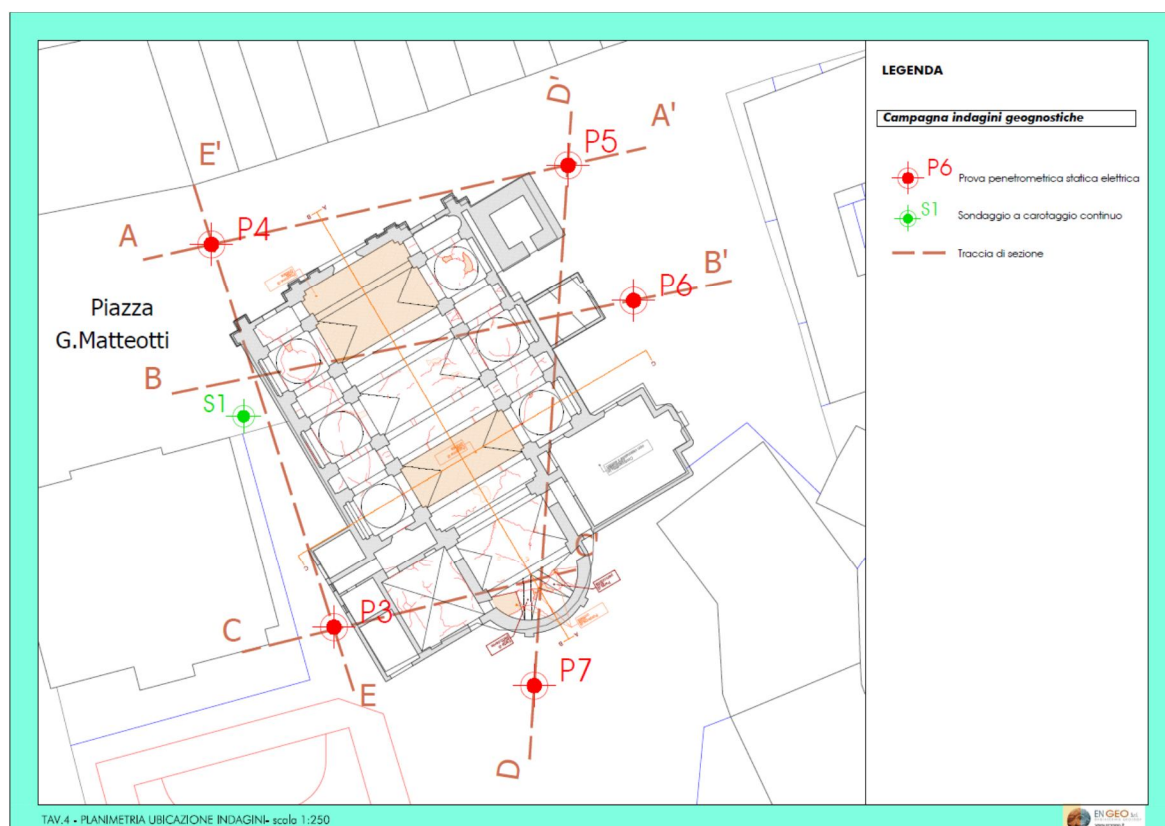 D'
A'
P5
E'
P4
A
B'
P6
Piazza
G.Matteotti
B
S1
C'
P3
C
E
P7
D
LEGENDA
Campagna indagini geognostiche
P6 Prova penetrometrica statica elettrica
S1 Sondaggio a carotaggio continuo
Traccia di sezione
TAV.4 - PLANIMETRIA UBICAZIONE INDAGINI- scala 1:250
EN GEO